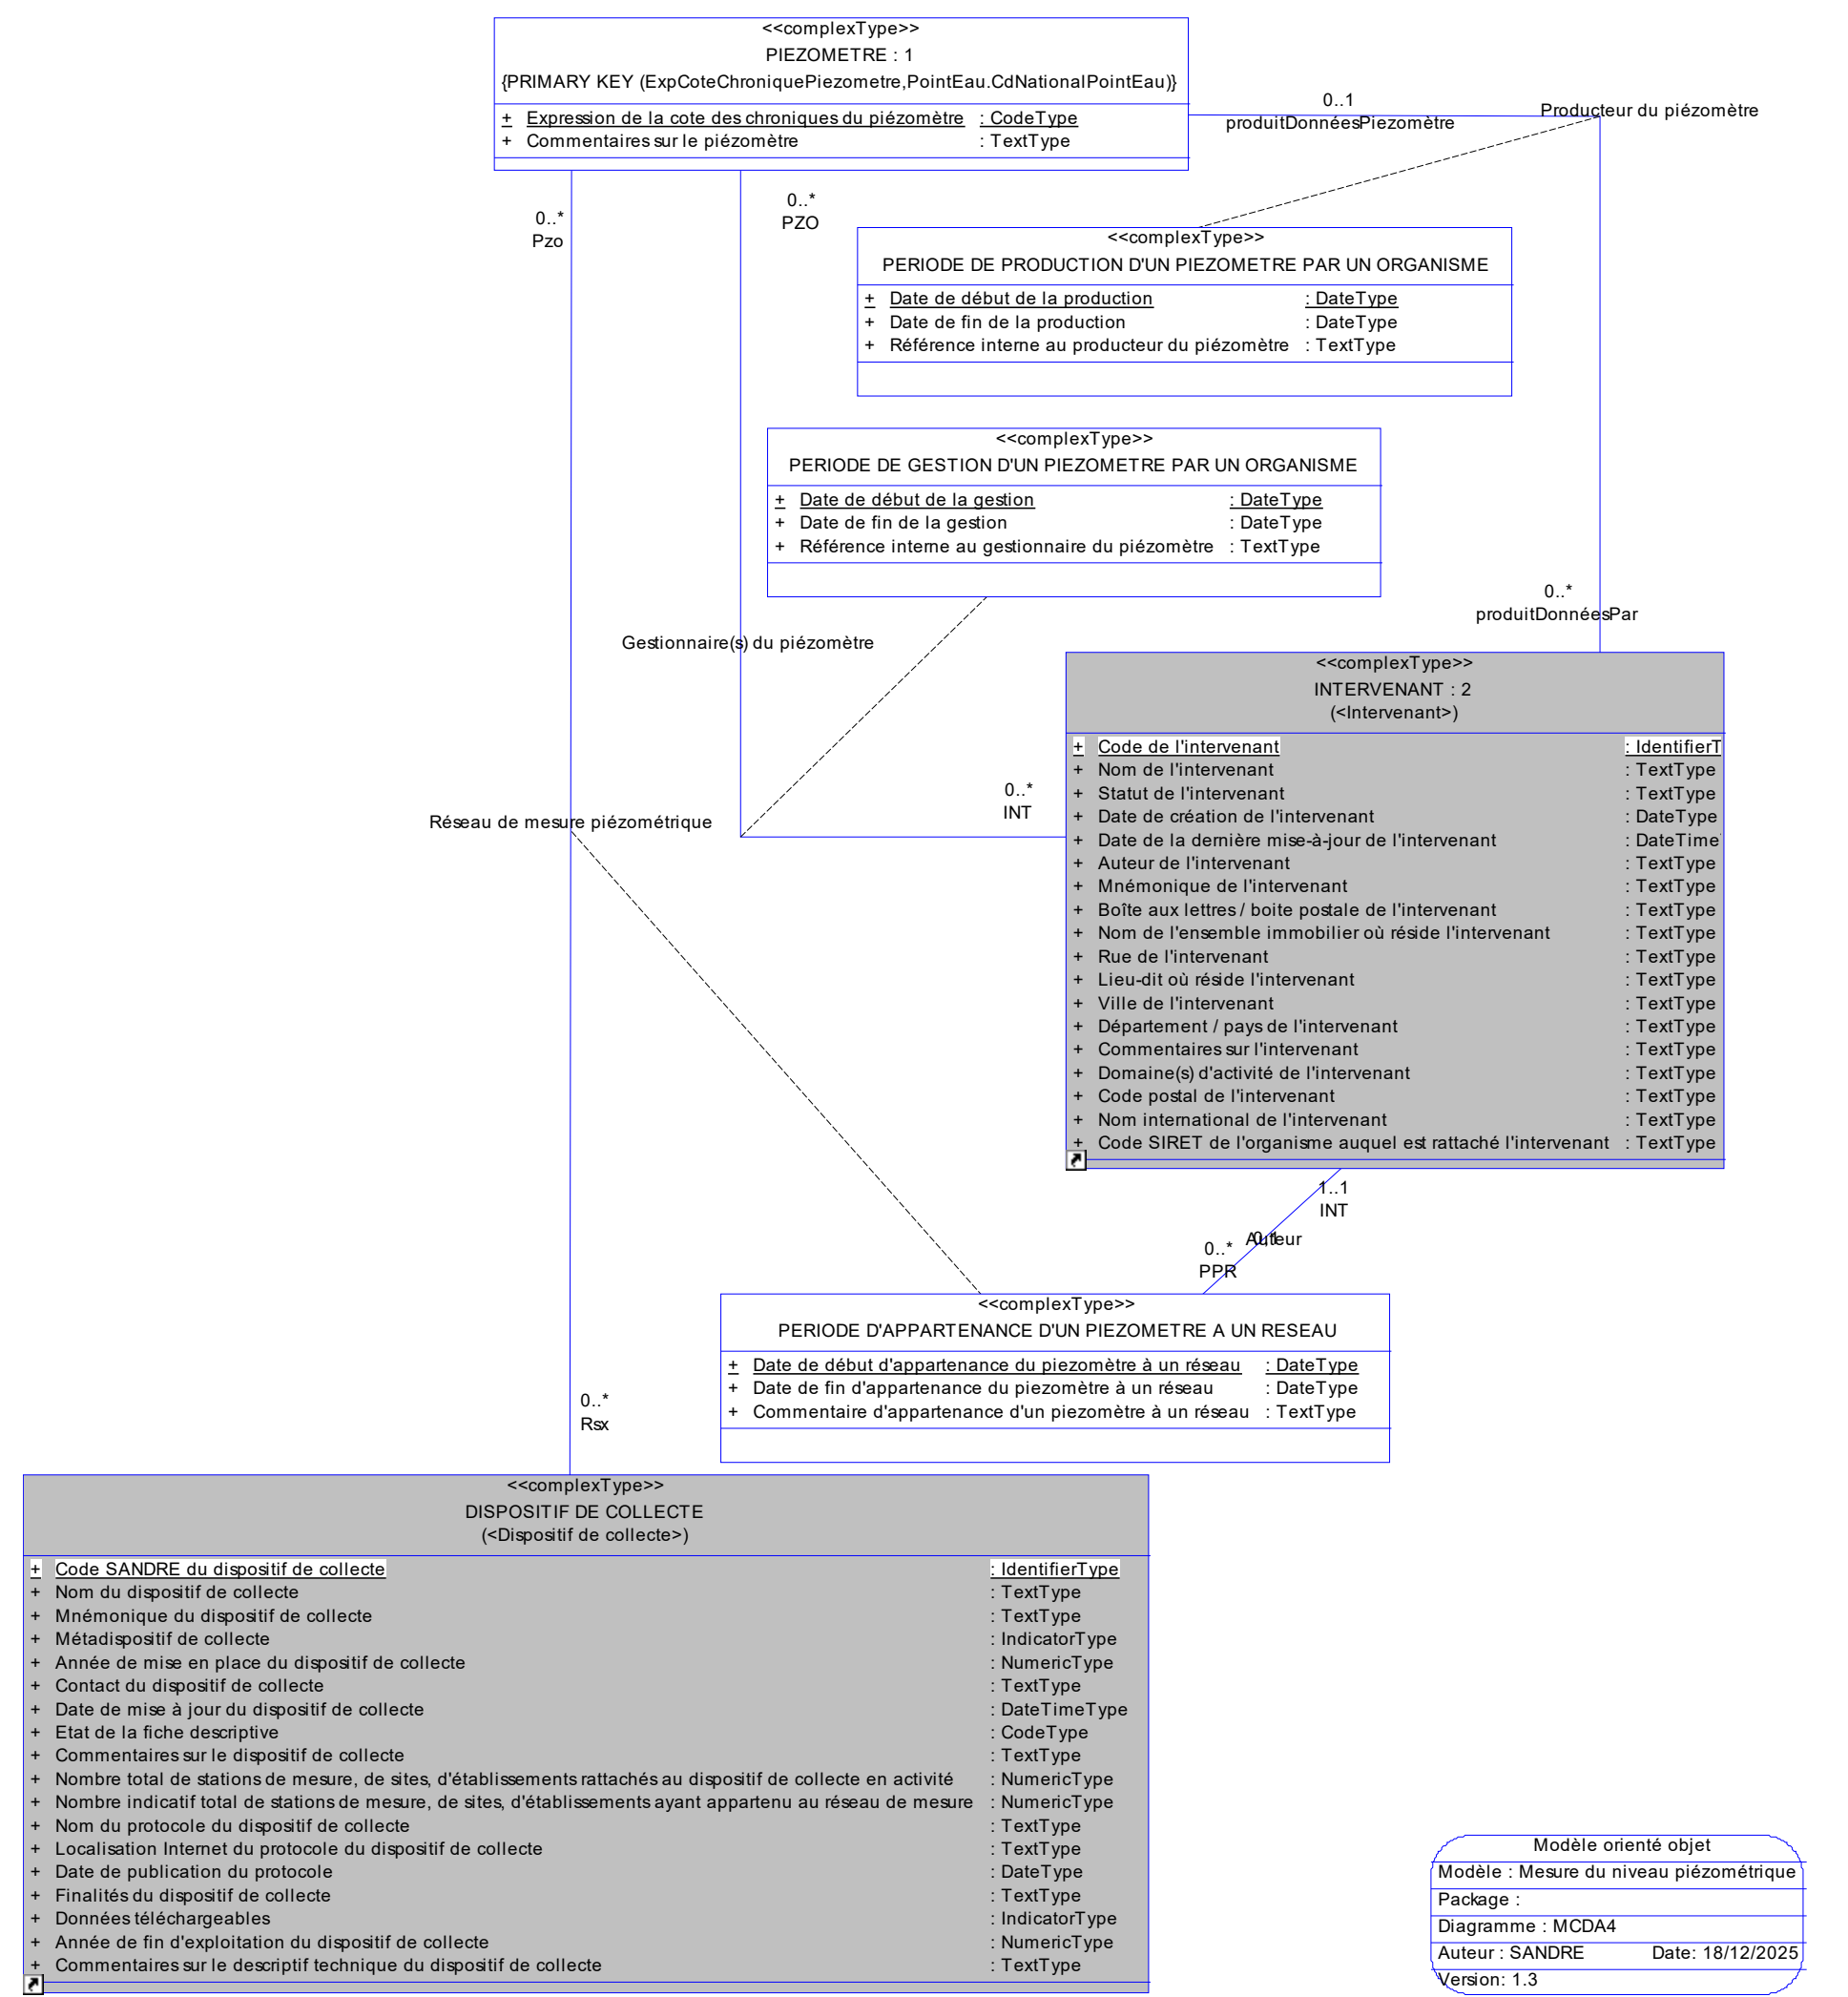 <<complexType>>
PIEZOMETRE : 1
{PRIMARY KEY (ExpCoteChroniquePiezometre,PointEau.CdNationalPointEau)}
+ Expression de la cote des chroniques du piézomètre : CodeType
+ Commentaires sur le piézomètre : TextType
0..1
produitDonnéesPiezomètre
Producteur du piézomètre
0..*
Pzo
0..*
PZO
<<complexType>>
PERIODE DE PRODUCTION D'UN PIEZOMETRE PAR UN ORGANISME
+ Date de début de la production : DateType
+ Date de fin de la production : DateType
+ Référence interne au producteur du piézomètre : TextType
<<complexType>>
PERIODE DE GESTION D'UN PIEZOMETRE PAR UN ORGANISME
+ Date de début de la gestion : DateType
+ Date de fin de la gestion : DateType
+ Référence interne au gestionnaire du piézomètre : TextType
0..*
produitDonnéesPar
Gestionnaire(s) du piézomètre
<<complexType>>
INTERVENANT : 2
(<Intervenant>)
+ Code de l'intervenant : IdentifierT
+ Nom de l'intervenant : TextType
+ Statut de l'intervenant : TextType
+ Date de création de l'intervenant : DateType
+ Date de la dernière mise-à-jour de l'intervenant : DateTime
+ Auteur de l'intervenant : TextType
+ Mnémonique de l'intervenant : TextType
+ Boîte aux lettres / boite postale de l'intervenant : TextType
+ Nom de l'ensemble immobilier où réside l'intervenant : TextType
+ Rue de l'intervenant : TextType
+ Lieu-dit où réside l'intervenant : TextType
+ Ville de l'intervenant : TextType
+ Département / pays de l'intervenant : TextType
+ Commentaires sur l'intervenant : TextType
+ Domaine(s) d'activité de l'intervenant : TextType
+ Code postal de l'intervenant : TextType
+ Nom international de l'intervenant : TextType
+ Code SIRET de l'organisme auquel est rattaché l'intervenant : TextType
0..*
INT
Réseau de mesure piézométrique
1..1
INT
Auteur
0..*
PPR
<<complexType>>
PERIODE D'APPARTENANCE D'UN PIEZOMETRE A UN RESEAU
+ Date de début d'appartenance du piezomètre à un réseau : DateType
+ Date de fin d'appartenance du piezomètre à un réseau : DateType
+ Commentaire d'appartenance d'un piezomètre à un réseau : TextType
0..*
Rsx
<<complexType>>
DISPOSITIF DE COLLECTE
(<Dispositif de collecte>)
+ Code SANDRE du dispositif de collecte : IdentifierType
+ Nom du dispositif de collecte : TextType
+ Mnémonique du dispositif de collecte : TextType
+ Métadispositif de collecte : IndicatorType
+ Année de mise en place du dispositif de collecte : NumericType
+ Contact du dispositif de collecte : TextType
+ Date de mise à jour du dispositif de collecte : DateTimeType
+ Etat de la fiche descriptive : CodeType
+ Commentaires sur le dispositif de collecte : TextType
+ Nombre total de stations de mesure, de sites, d'établissements rattachés au dispositif de collecte en activité : NumericType
+ Nombre indicatif total de stations de mesure, de sites, d'établissements ayant appartenu au réseau de mesure : NumericType
+ Nom du protocole du dispositif de collecte : TextType
+ Localisation Internet du protocole du dispositif de collecte : TextType
+ Date de publication du protocole : DateType
+ Finalités du dispositif de collecte : TextType
+ Données téléchargeables : IndicatorType
+ Année de fin d'exploitation du dispositif de collecte : NumericType
+ Commentaires sur le descriptif technique du dispositif de collecte : TextType
Modèle orienté objet
Modèle : Mesure du niveau piézométrique
Package :
Diagramme : MCDA4
Auteur : SANDRE Date: 18/12/2025
Version: 1.3